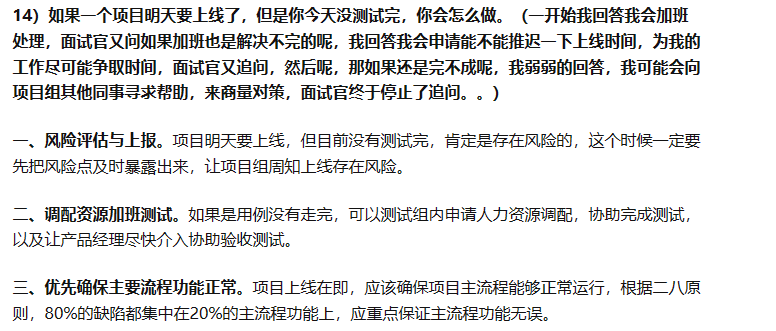 14）如果一个项目明天要上线了，但是你今天没测试完，你会怎么做。（一开始我回答我会加班
处理，面试官又问如果加班也是解决不完的呢，我回答我会申请能不能推迟一下上线时间，为我的
工作尽可能争取时间，面试官又追问，然后呢，那如果还是完不成呢，我弱弱的回答，我可能会向
项目组其他同事寻求帮助，来商量对策，面试官终于停止了追问。。）
一、风险评估与上报。项目明天要上线，但目前没有测试完，肯定是存在风险的，这个时候一定要
先把风险点及时暴露出来，让项目组周知上线存在风险。
二、调配资源加班测试。如果是用例没有走完，可以测试组内申请人力资源调配，协助完成测试，
以及让产品经理尽快介入协助验收测试。
三、优先确保主要流程功能正常。项目上线在即，应该确保项目主流程能够正常运行，根据二八原
则，80%的缺陷都集中在20%的主流程功能上，应重点保证主流程功能无误。